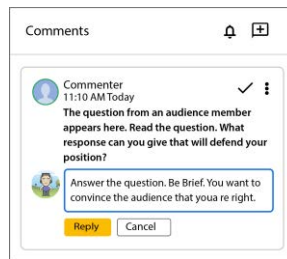 Comments
Commenter
11:10 AM Today
The question from an audience member
appears here. Read the question. What
response can you give that will defend your
position?
Answer the question. Be Brief. You want to
convince the audience that youa re right.
Reply
Cancel